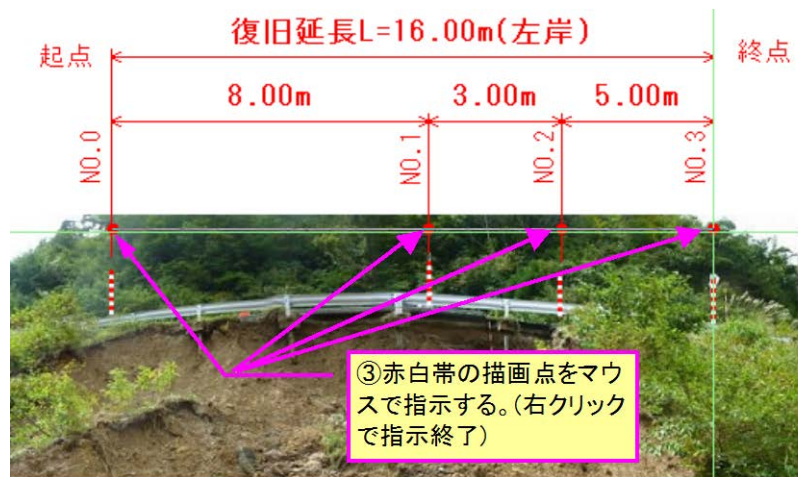 復旧延長L=16.00m(左岸)
起点
終点
8.00m
3.00m
5.00m
NO.0
NO.1
NO.2
NO.3
③赤白帯の描画点をマウ
スで指示する。(右クリック
で指示終了)